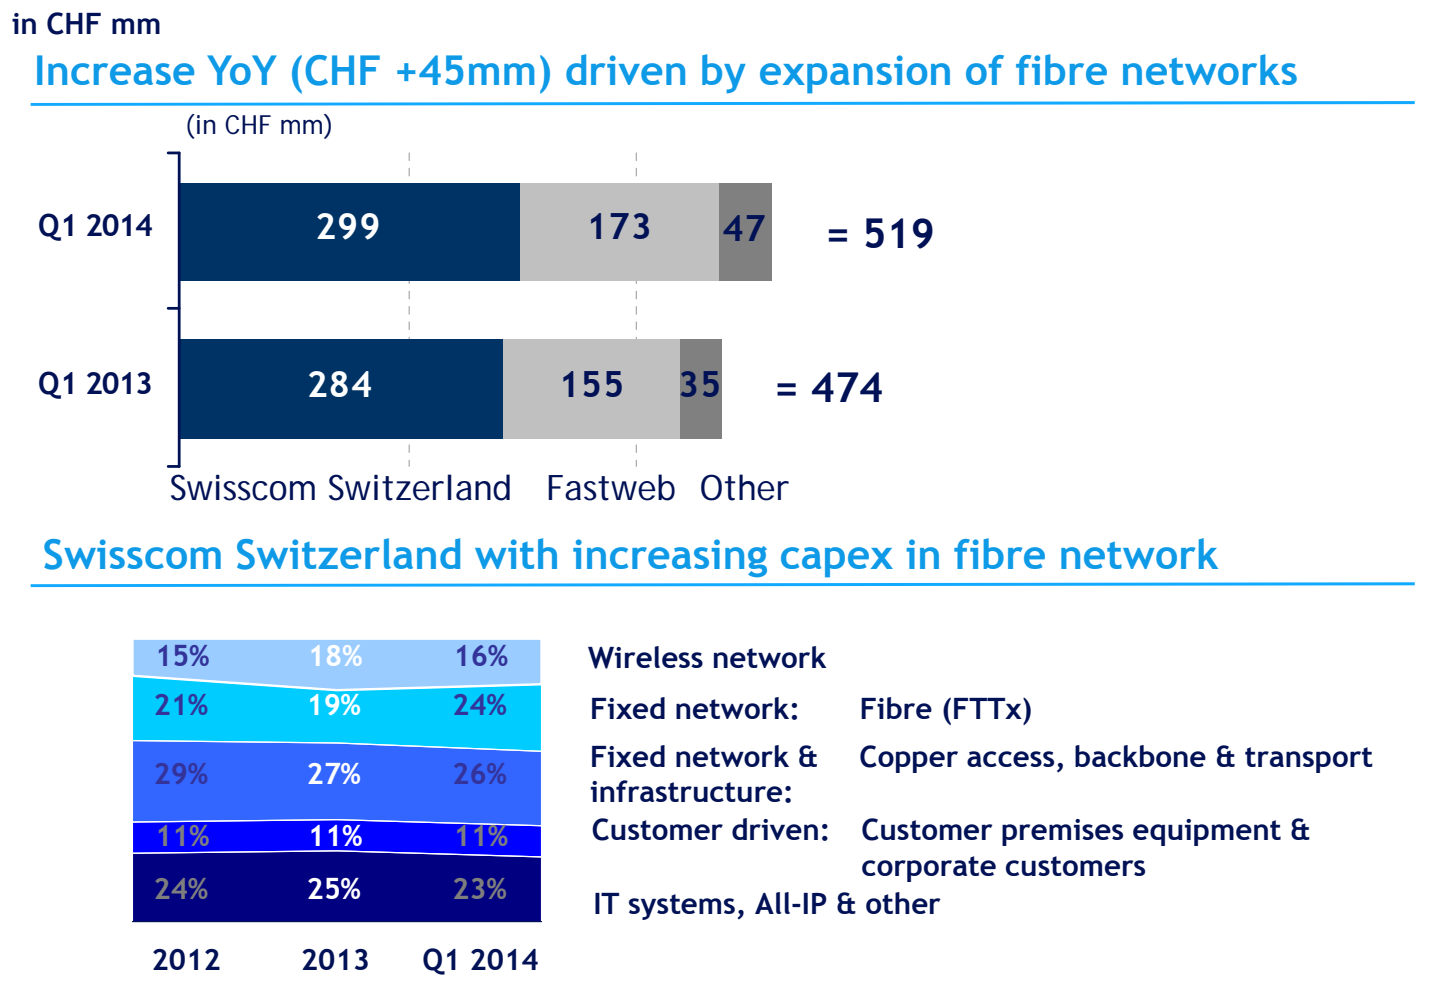 in CHF mm
Increase YoY (CHF +45mm) driven by expansion of fibre networks
(in CHF mm)
Q1 2014 299 173 47 = 519
Q1 2013 284 155 35 = 474
Swisscom Switzerland Fastweb Other
Swisscom Switzerland with increasing capex in fibre network
15% 18% 16% Wireless network
21% 19% 24% Fixed network: Fibre (FTTx)
29% 27% 26% Fixed network & Copper access, backbone & transport
infrastructure:
11% 11% 11% Customer driven: Customer premises equipment &
corporate customers
24% 25% 23% IT systems, All-IP & other
2012 2013 Q1 2014